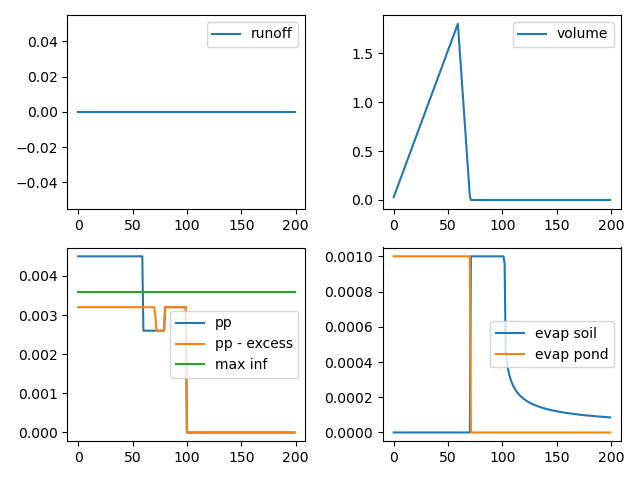 runoff
0.04
0.02
0.00
−0.02
−0.04
0 50 100 150 200
volume
1.5
1.0
0.5
0.0
0 50 100 150 200
0.004
0.003
0.002
0.001
0.000
pp
pp - excess
max inf
0 50 100 150 200
0.0010
0.0008
0.0006
0.0004
0.0002
0.0000
evap soil
evap pond
0 50 100 150 200